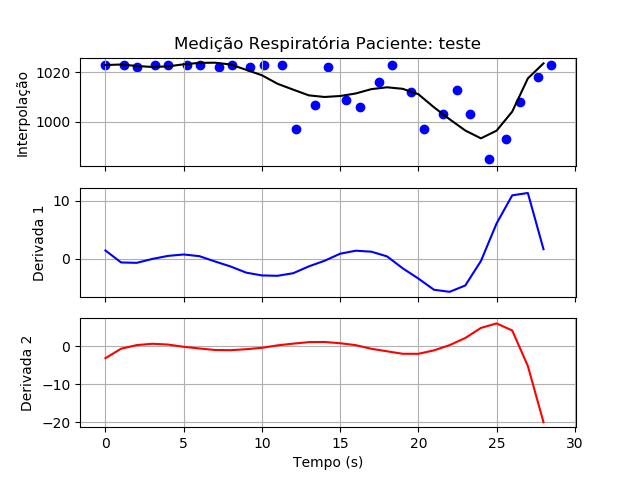 Medição Respiratória Paciente: teste
Interpolação
1020
1000
Derivada 1
10
0
Derivada 2
0
−10
−20
0 5 10 15 20 25 30
Tempo (s)